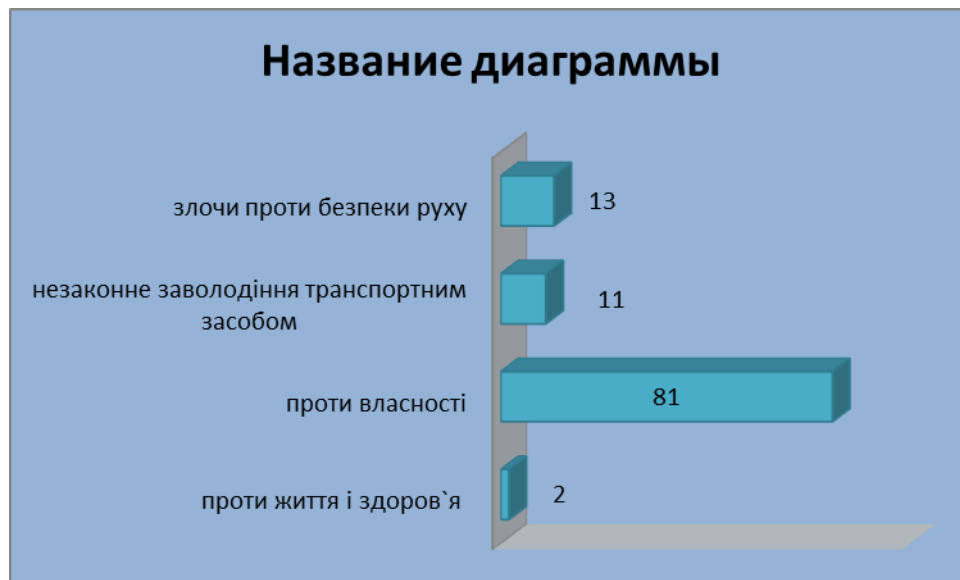 Название диаграммы
злочи проти безпеки руху
13
незаконне заволодіння транспортним
засобом
11
проти власності
81
проти життя і здоров`я
2